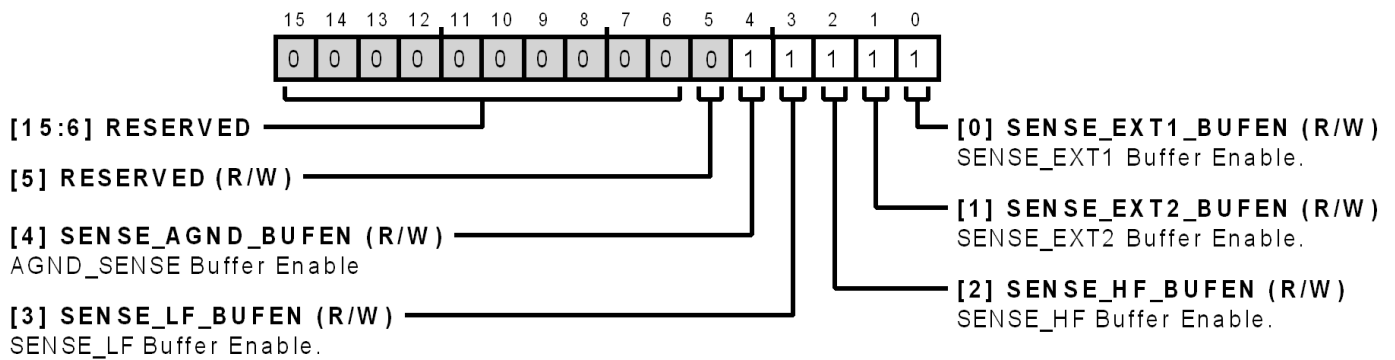 15 14 13 12 11 10 9 8 7 6 5 4 3 2 1 0
0 0 0 0 0 0 0 0 0 0 0 1 1 1 1 1
[15:6] RESERVED
[5] RESERVED (R/W)
[4] SENSE_AGND_BUFEN (R/W)
AGND_SENSE Buffer Enable
[3] SENSE_LF_BUFEN (R/W)
SENSE_LF Buffer Enable.
[0] SENSE_EXT1_BUFEN (R/W)
SENSE_EXT1 Buffer Enable.
[1] SENSE_EXT2_BUFEN (R/W)
SENSE_EXT2 Buffer Enable.
[2] SENSE_HF_BUFEN (R/W)
SENSE_HF Buffer Enable.